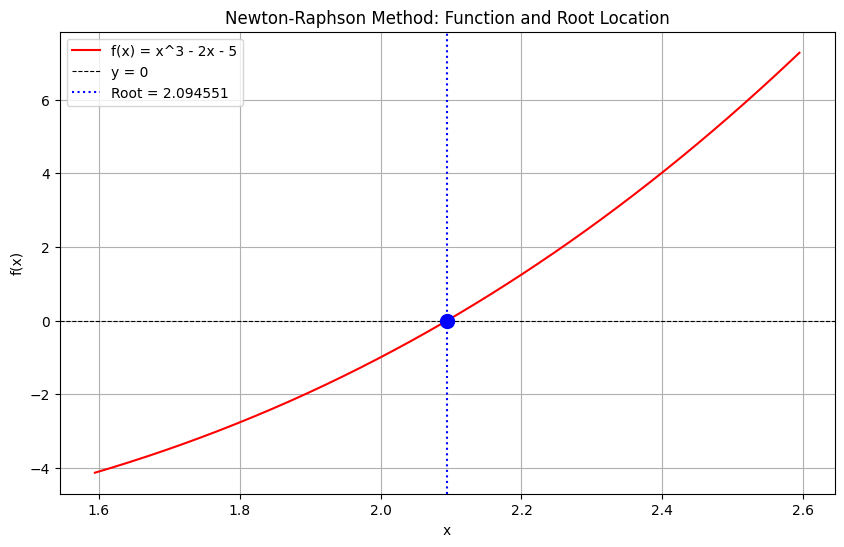 Newton-Raphson Method: Function and Root Location
f(x) = x^3 - 2x - 5
y = 0
Root = 2.094551
f(x)
6
4
2
0
−2
−4
1.6
1.8
2.0
2.2
2.4
2.6
x